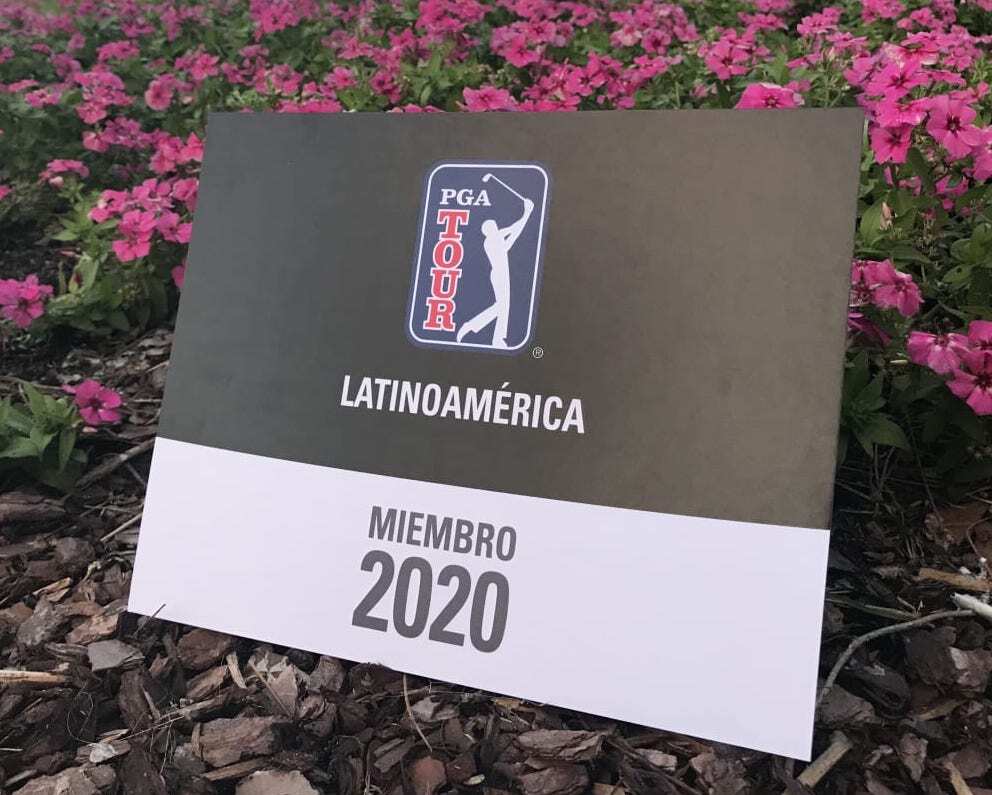 PGA
TOUR
®
LATINOAMÉRICA
MIEMBRO
2020